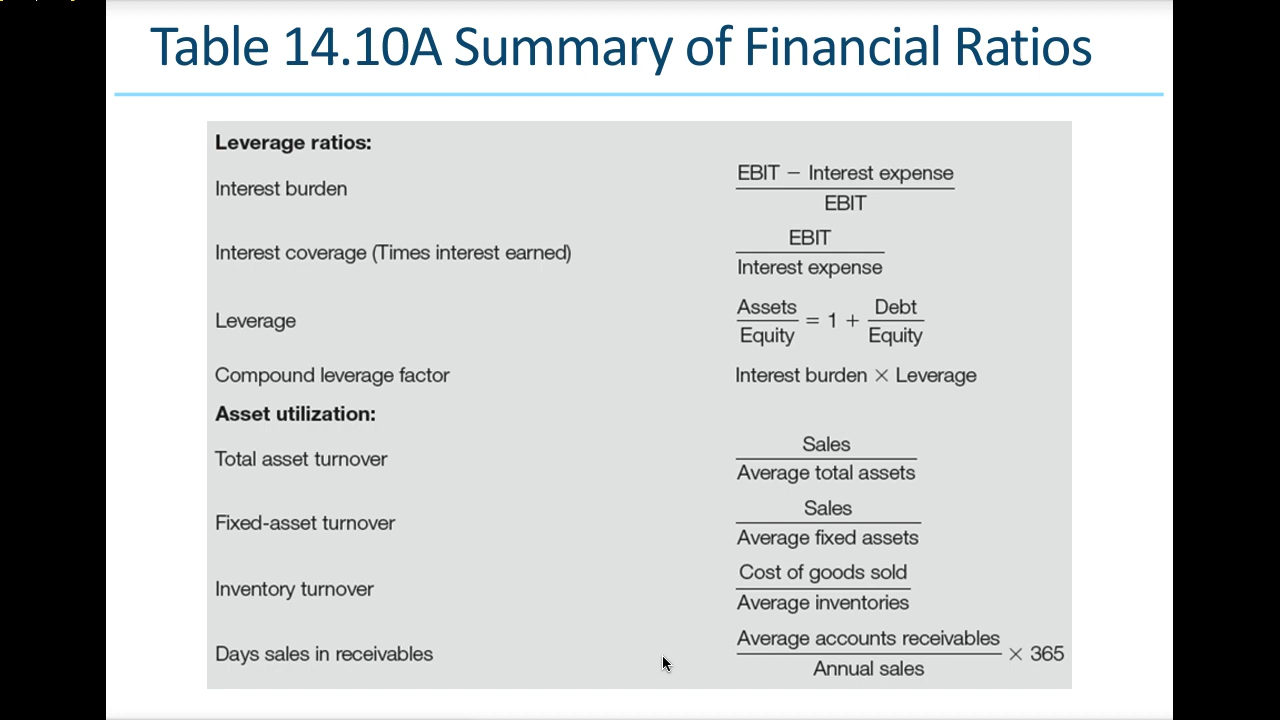 Table 14.10A Summary of Financial Ratios
Leverage ratios:
Interest burden
EBIT − Interest expense
EBIT
Interest coverage (Times interest earned)
EBIT
Interest expense
Leverage
Assets
Equity
= 1 +
Debt
Equity
Compound leverage factor
Interest burden × Leverage
Asset utilization:
Total asset turnover
Sales
Average total assets
Fixed-asset turnover
Sales
Average fixed assets
Inventory turnover
Cost of goods sold
Average inventories
Days sales in receivables
Average accounts receivables
Annual sales
× 365